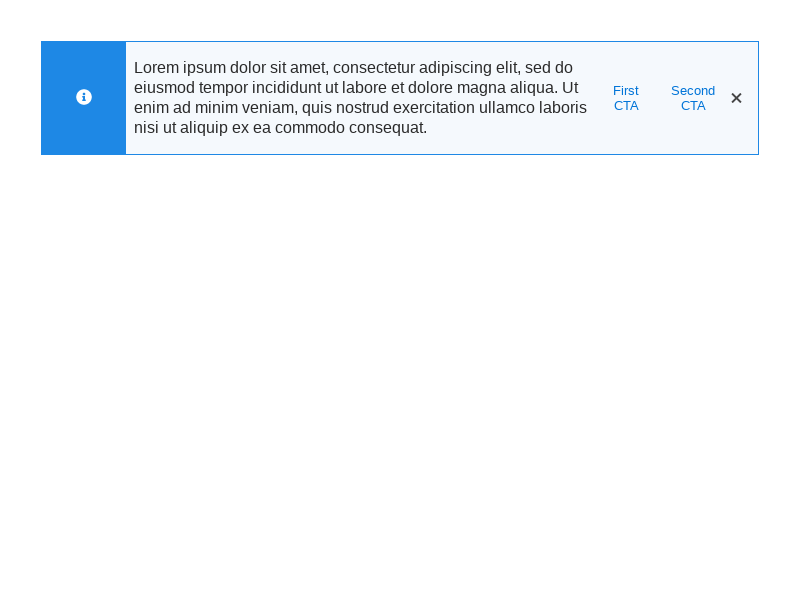 Lorem ipsum dolor sit amet, consectetur adipiscing elit, sed do
eiusmod tempor incididunt ut labore et dolore magna aliqua. Ut
enim ad minim veniam, quis nostrud exercitation ullamco laboris
nisi ut aliquip ex ea commodo consequat.
First
CTA
Second
CTA